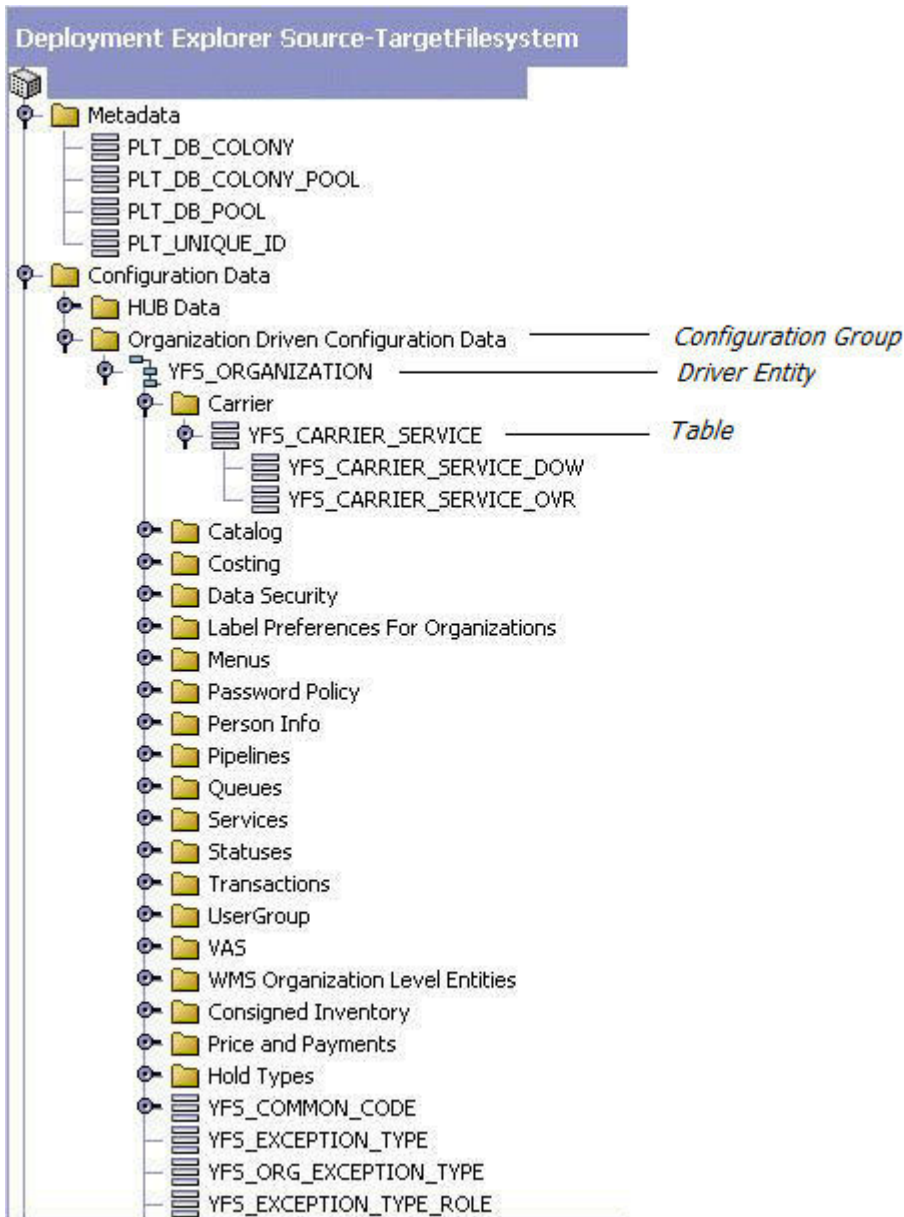 Deployment Explorer Source-TargetFilesystem
Metadata
PLT_DB_COLONY
PLT_DB_COLONY_POOL
PLT_DB_POOL
PLT_UNIQUE_ID
Configuration Data
HUB Data
Organization Driven Configuration Data Configuration Group
YFS_ORGANIZATION Driver Entity
Carrier
YFS_CARRIER_SERVICE Table
YFS_CARRIER_SERVICE_DOW
YFS_CARRIER_SERVICE_OVR
Catalog
Costing
Data Security
Label Preferences For Organizations
Menus
Password Policy
Person Info
Pipelines
Queues
Services
Statuses
Transactions
UserGroup
VAS
WMS Organization Level Entities
Consigned Inventory
Price and Payments
Hold Types
YFS_COMMON_CODE
YFS_EXCEPTION_TYPE
YFS_ORG_EXCEPTION_TYPE
YFS_EXCEPTION_TYPE_ROLE